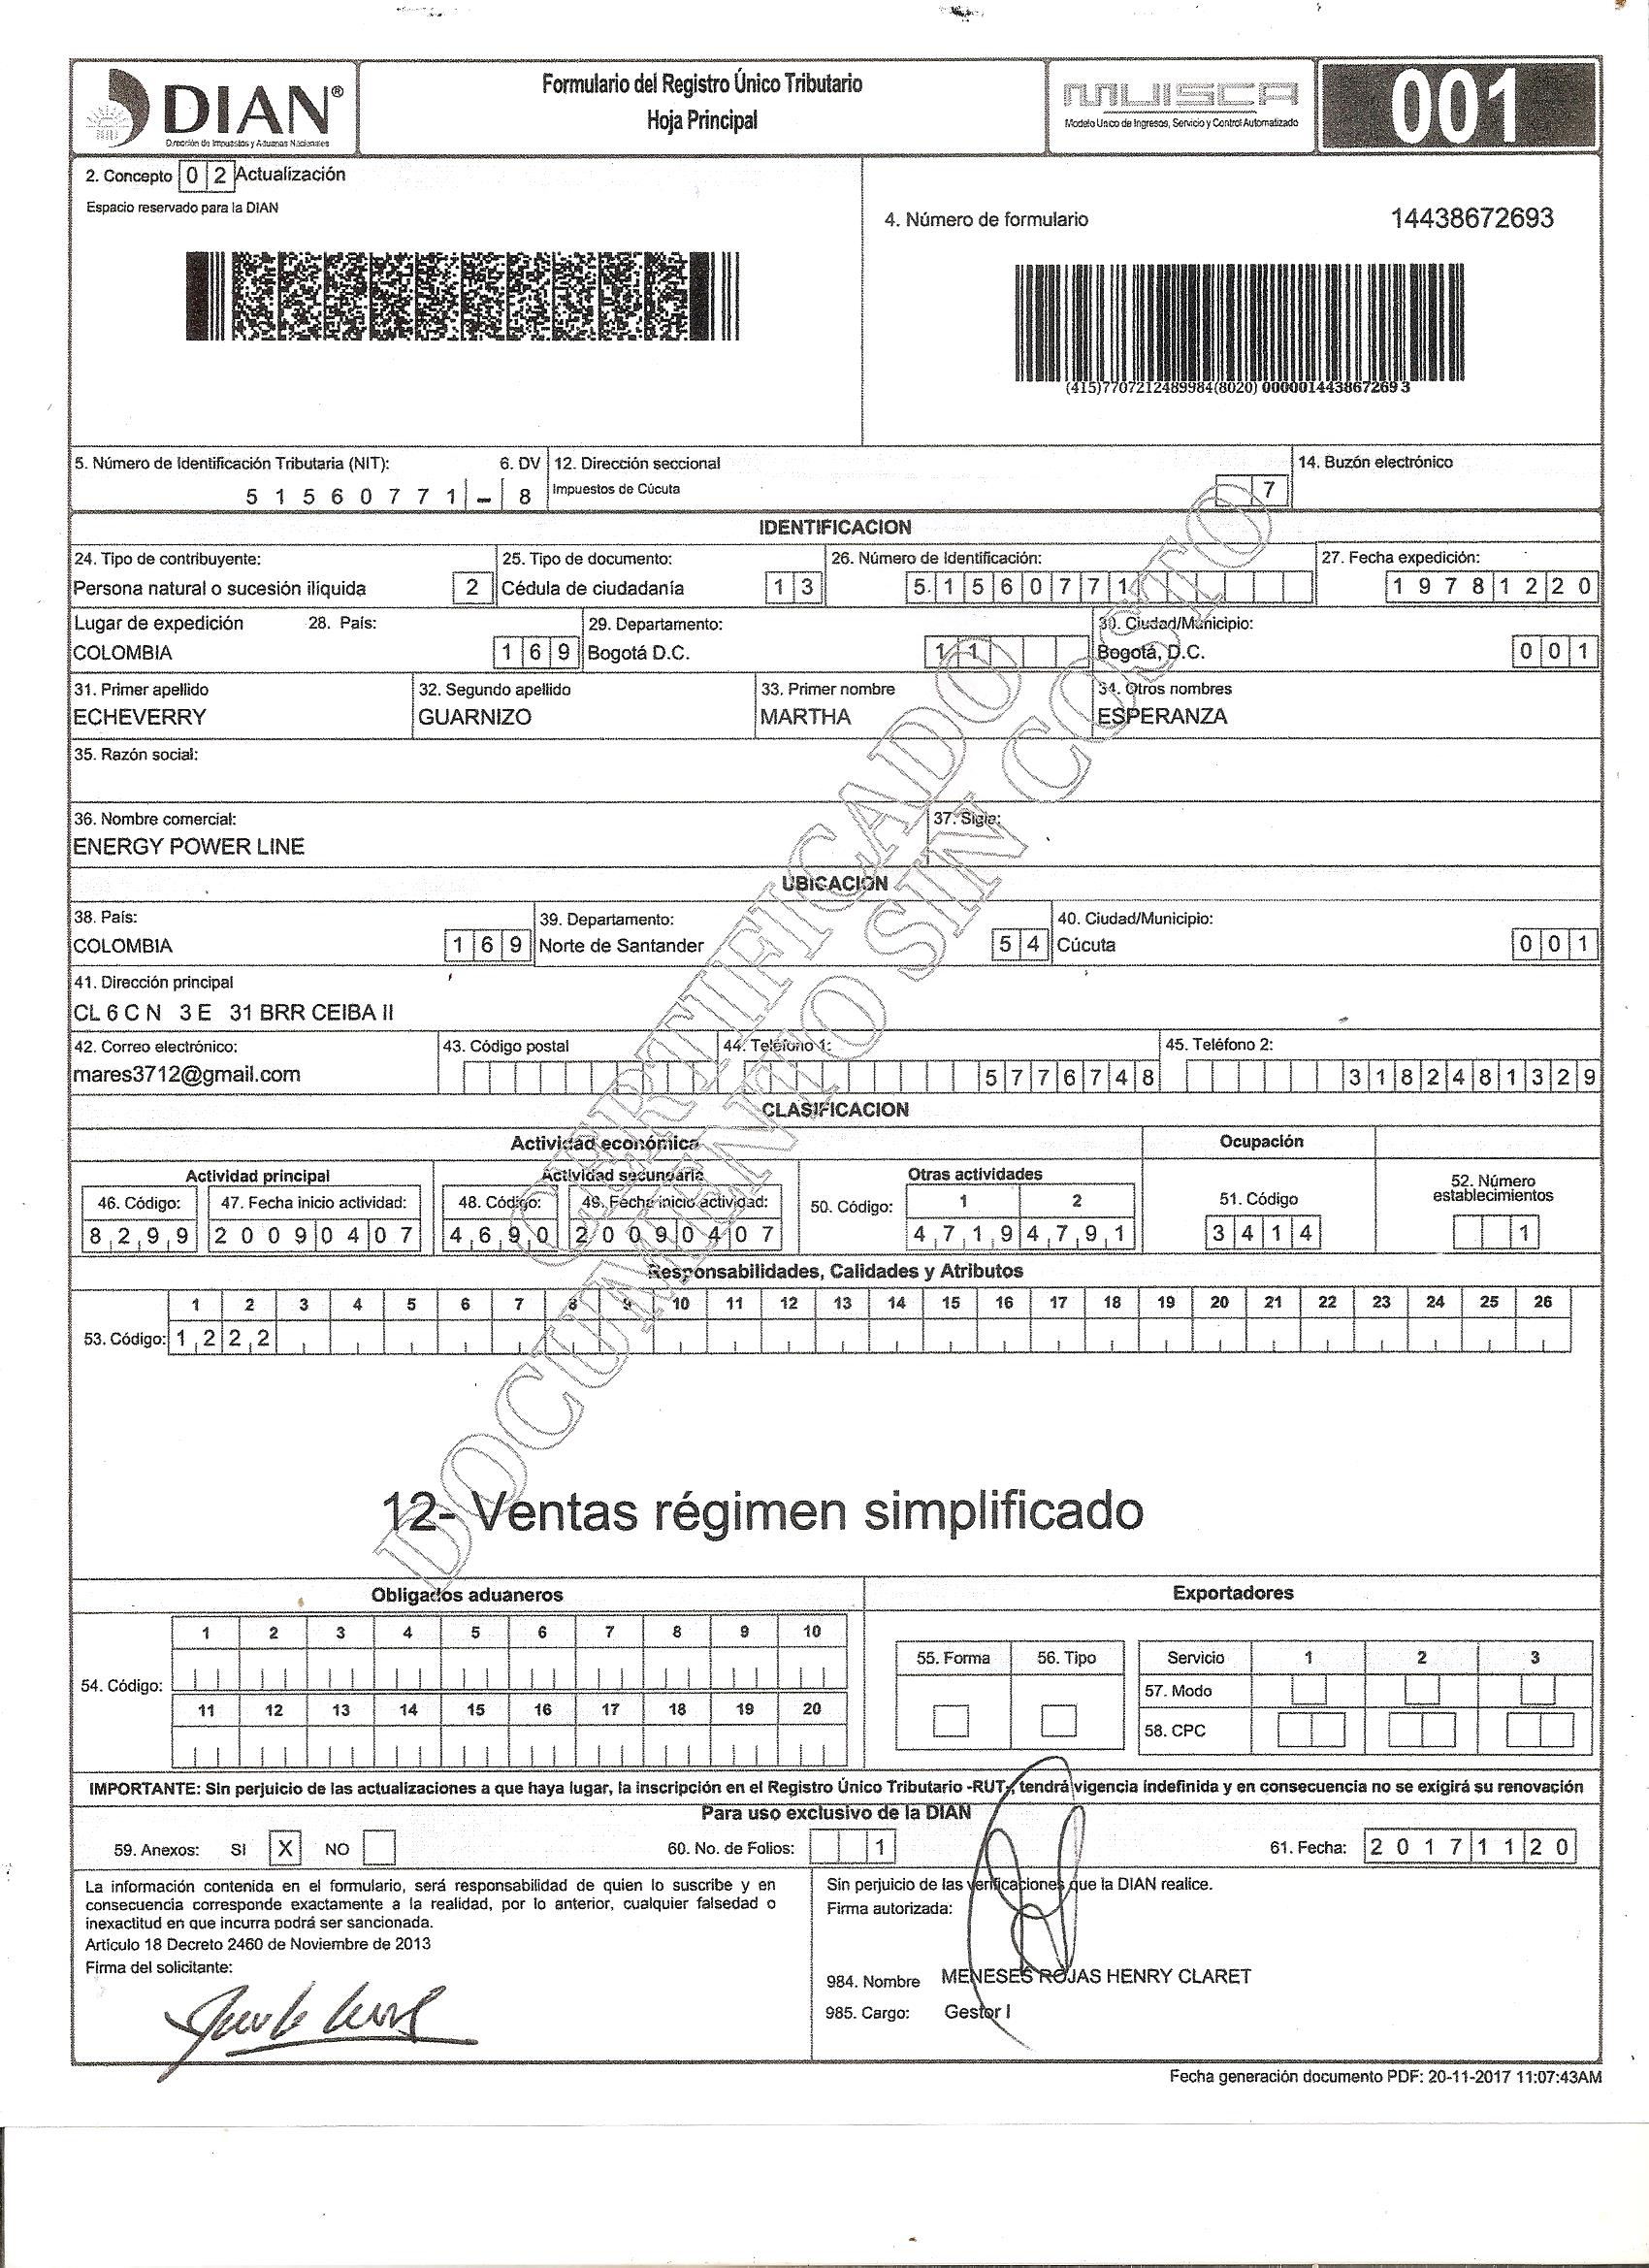 DIAN®
Dirección de Impuestos y Aduanas Nacionales
Formulario del Registro Único Tributario
Hoja Principal
MUISCA
Modelo Unico de Ingresos, Servicio y Control Automatizado
001
2. Concepto 0 2 Actualización
Espacio reservado para la DIAN
4. Número de formulario 14438672693
(415)7707212489984(8020) 000001443867269 3
5. Número de Identificación Tributaria (NIT): 6. DV 12. Dirección seccional 14. Buzón electrónico
5 1 5 6 0 7 7 1 - 8 Impuestos de Cúcuta 7
IDENTIFICACION
24. Tipo de contribuyente: 25. Tipo de documento: 26. Número de Identificación: 27. Fecha expedición:
Persona natural o sucesión ilíquida 2 Cédula de ciudadanía 1 3 5 1 5 6 0 7 7 1 1 9 7 8 1 2 2 0
Lugar de expedición 28. País: 29. Departamento: 30. Ciudad/Municipio:
COLOMBIA 1 6 9 Bogotá D.C. 1 1 Bogotá, D.C. 0 0 1
31. Primer apellido 32. Segundo apellido 33. Primer nombre 34. Otros nombres
ECHEVERRY GUARNIZO MARTHA ESPERANZA
35. Razón social:
36. Nombre comercial: 37. Sigla:
ENERGY POWER LINE
UBICACION
38. País: 39. Departamento: 40. Ciudad/Municipio:
COLOMBIA 1 6 9 Norte de Santander 5 4 Cúcuta 0 0 1
41. Dirección principal
CL 6 C N 3 E 31 BRR CEIBA II
42. Correo electrónico: 43. Código postal 44. Teléfono 1: 45. Teléfono 2:
mares3712@gmail.com 5 7 7 6 7 4 8 3 1 8 2 4 8 1 3 2 9
CLASIFICACION
Actividad económica Ocupación
Actividad principal Actividad secundaria Otras actividades 52. Número establecimientos
46. Código: 47. Fecha inicio actividad: 48. Código: 49. Fecha inicio actividad: 50. Código: 1 2 51. Código
8 2 9 9 2 0 0 9 0 4 0 7 4 6 9 0 2 0 0 9 0 4 0 7 4 7 1 9 4 7 9 1 3 4 1 4 1
Responsabilidades, Calidades y Atributos
1 2 3 4 5 6 7 8 9 10 11 12 13 14 15 16 17 18 19 20 21 22 23 24 25 26
53. Código: 1 2 2 2
12- Ventas régimen simplificado
CERTIFICADO
DOCUMENTO SIN COSTO
Obligados aduaneros Exportadores
1 2 3 4 5 6 7 8 9 10
55. Forma 56. Tipo Servicio 1 2 3
54. Código:
57. Modo
11 12 13 14 15 16 17 18 19 20
58. CPC
IMPORTANTE: Sin perjuicio de las actualizaciones a que haya lugar, la inscripción en el Registro Único Tributario -RUT-, tendrá vigencia indefinida y en consecuencia no se exigirá su renovación
Para uso exclusivo de la DIAN
59. Anexos: SI X NO 60. No. de Folios: 1 61. Fecha: 2 0 1 7 1 1 2 0
La información contenida en el formulario, será responsabilidad de quien lo suscribe y en
consecuencia corresponde exactamente a la realidad, por lo anterior, cualquier falsedad o
inexactitud en que incurra podrá ser sancionada.
Artículo 18 Decreto 2460 de Noviembre de 2013
Firma del solicitante:
Sin perjuicio de las verificaciones que la DIAN realice.
Firma autorizada:
984. Nombre MENESES ROJAS HENRY CLARET
985. Cargo: Gestor I
Fecha generación documento PDF: 20-11-2017 11:07:43AM